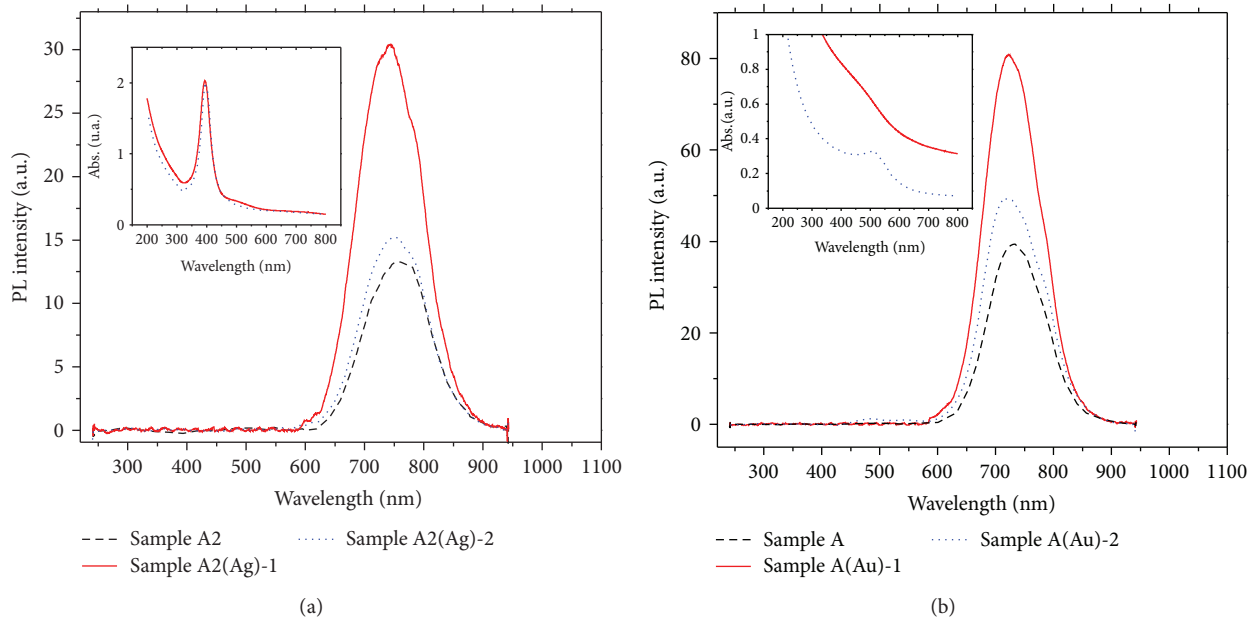 30
25
20
15
10
5
0
PL intensity (a.u.)
300 400 500 600 700 800 900 1000 1100
Wavelength (nm)
2
1
0
Abs. (u.a.)
200 300 400 500 600 700 800
Wavelength (nm)
Sample A2
Sample A2(Ag)-2
Sample A2(Ag)-1
(a)
80
60
40
20
0
PL intensity (a.u.)
300 400 500 600 700 800 900 1000 1100
Wavelength (nm)
1
0.8
0.6
0.4
0.2
0
Abs.(a.u.)
200 300 400 500 600 700 800
Wavelength (nm)
Sample A
Sample A(Au)-2
Sample A(Au)-1
(b)